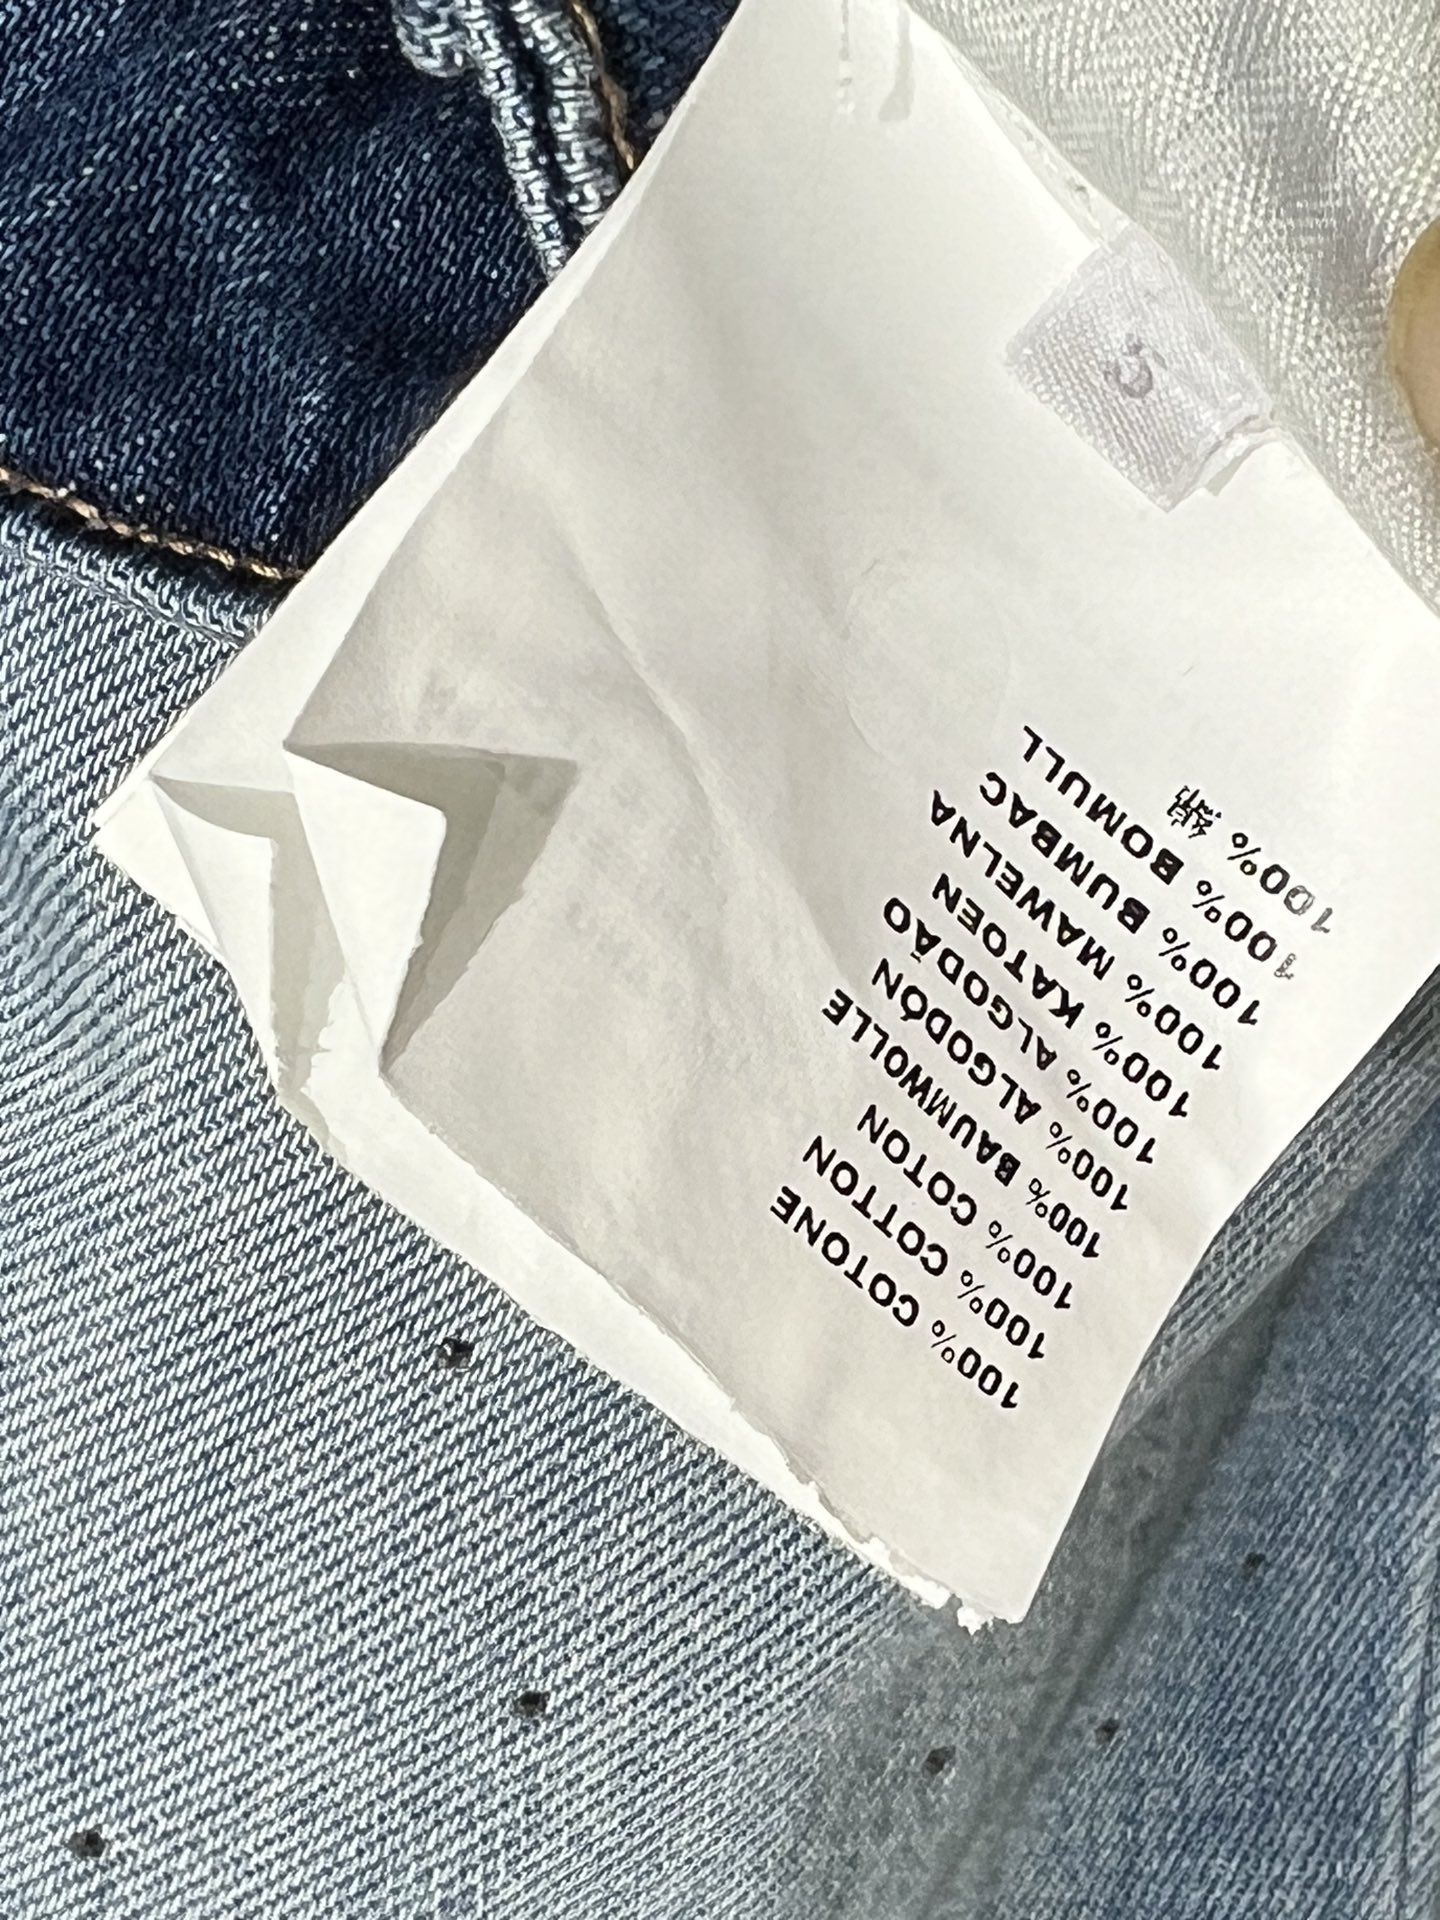 100% COTONE
100% COTTON
100% COTON
100% BAUMWOLLE
100% ALGODÓN
100% ALGODÃO
100% KATOEN
100% MAWELNA
100% BUMBAC
100% BOMULL
100%
5